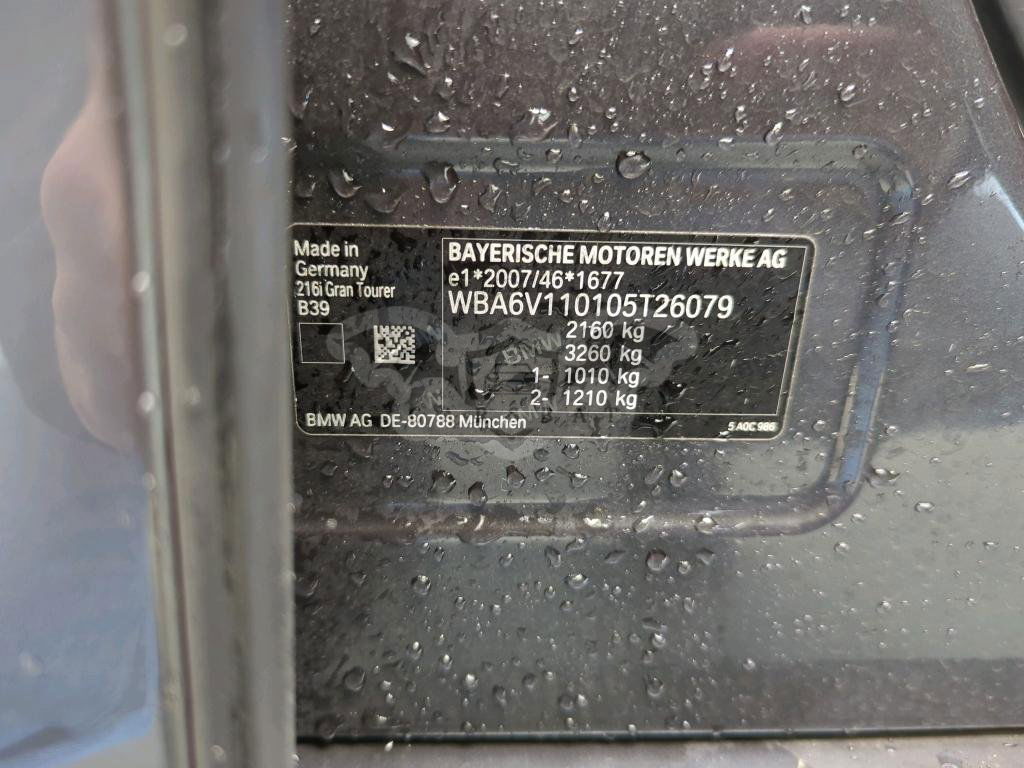 Made in
Germany
216i Gran Tourer
B39
BAYERISCHE MOTOREN WERKE AG
e1*2007/46*1677
WBA6V110105T26079
2160 kg
3260 kg
1- 1010 kg
2- 1210 kg
BMW AG DE-80788 München
5 A0C 986
BMW